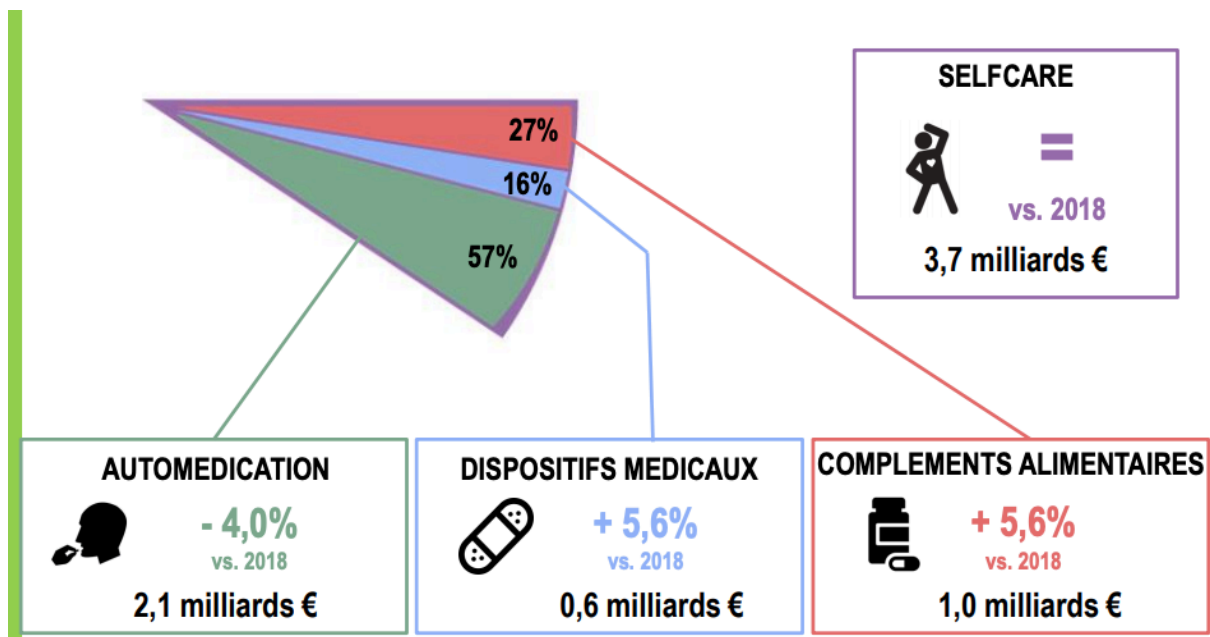 SELFCARE
=
vs. 2018
3,7 milliards €
27%
16%
57%
AUTOMEDICATION
- 4,0%
vs. 2018
2,1 milliards €
DISPOSITIFS MEDICAUX
+ 5,6%
vs. 2018
0,6 milliards €
COMPLEMENTS ALIMENTAIRES
+ 5,6%
vs. 2018
1,0 milliards €